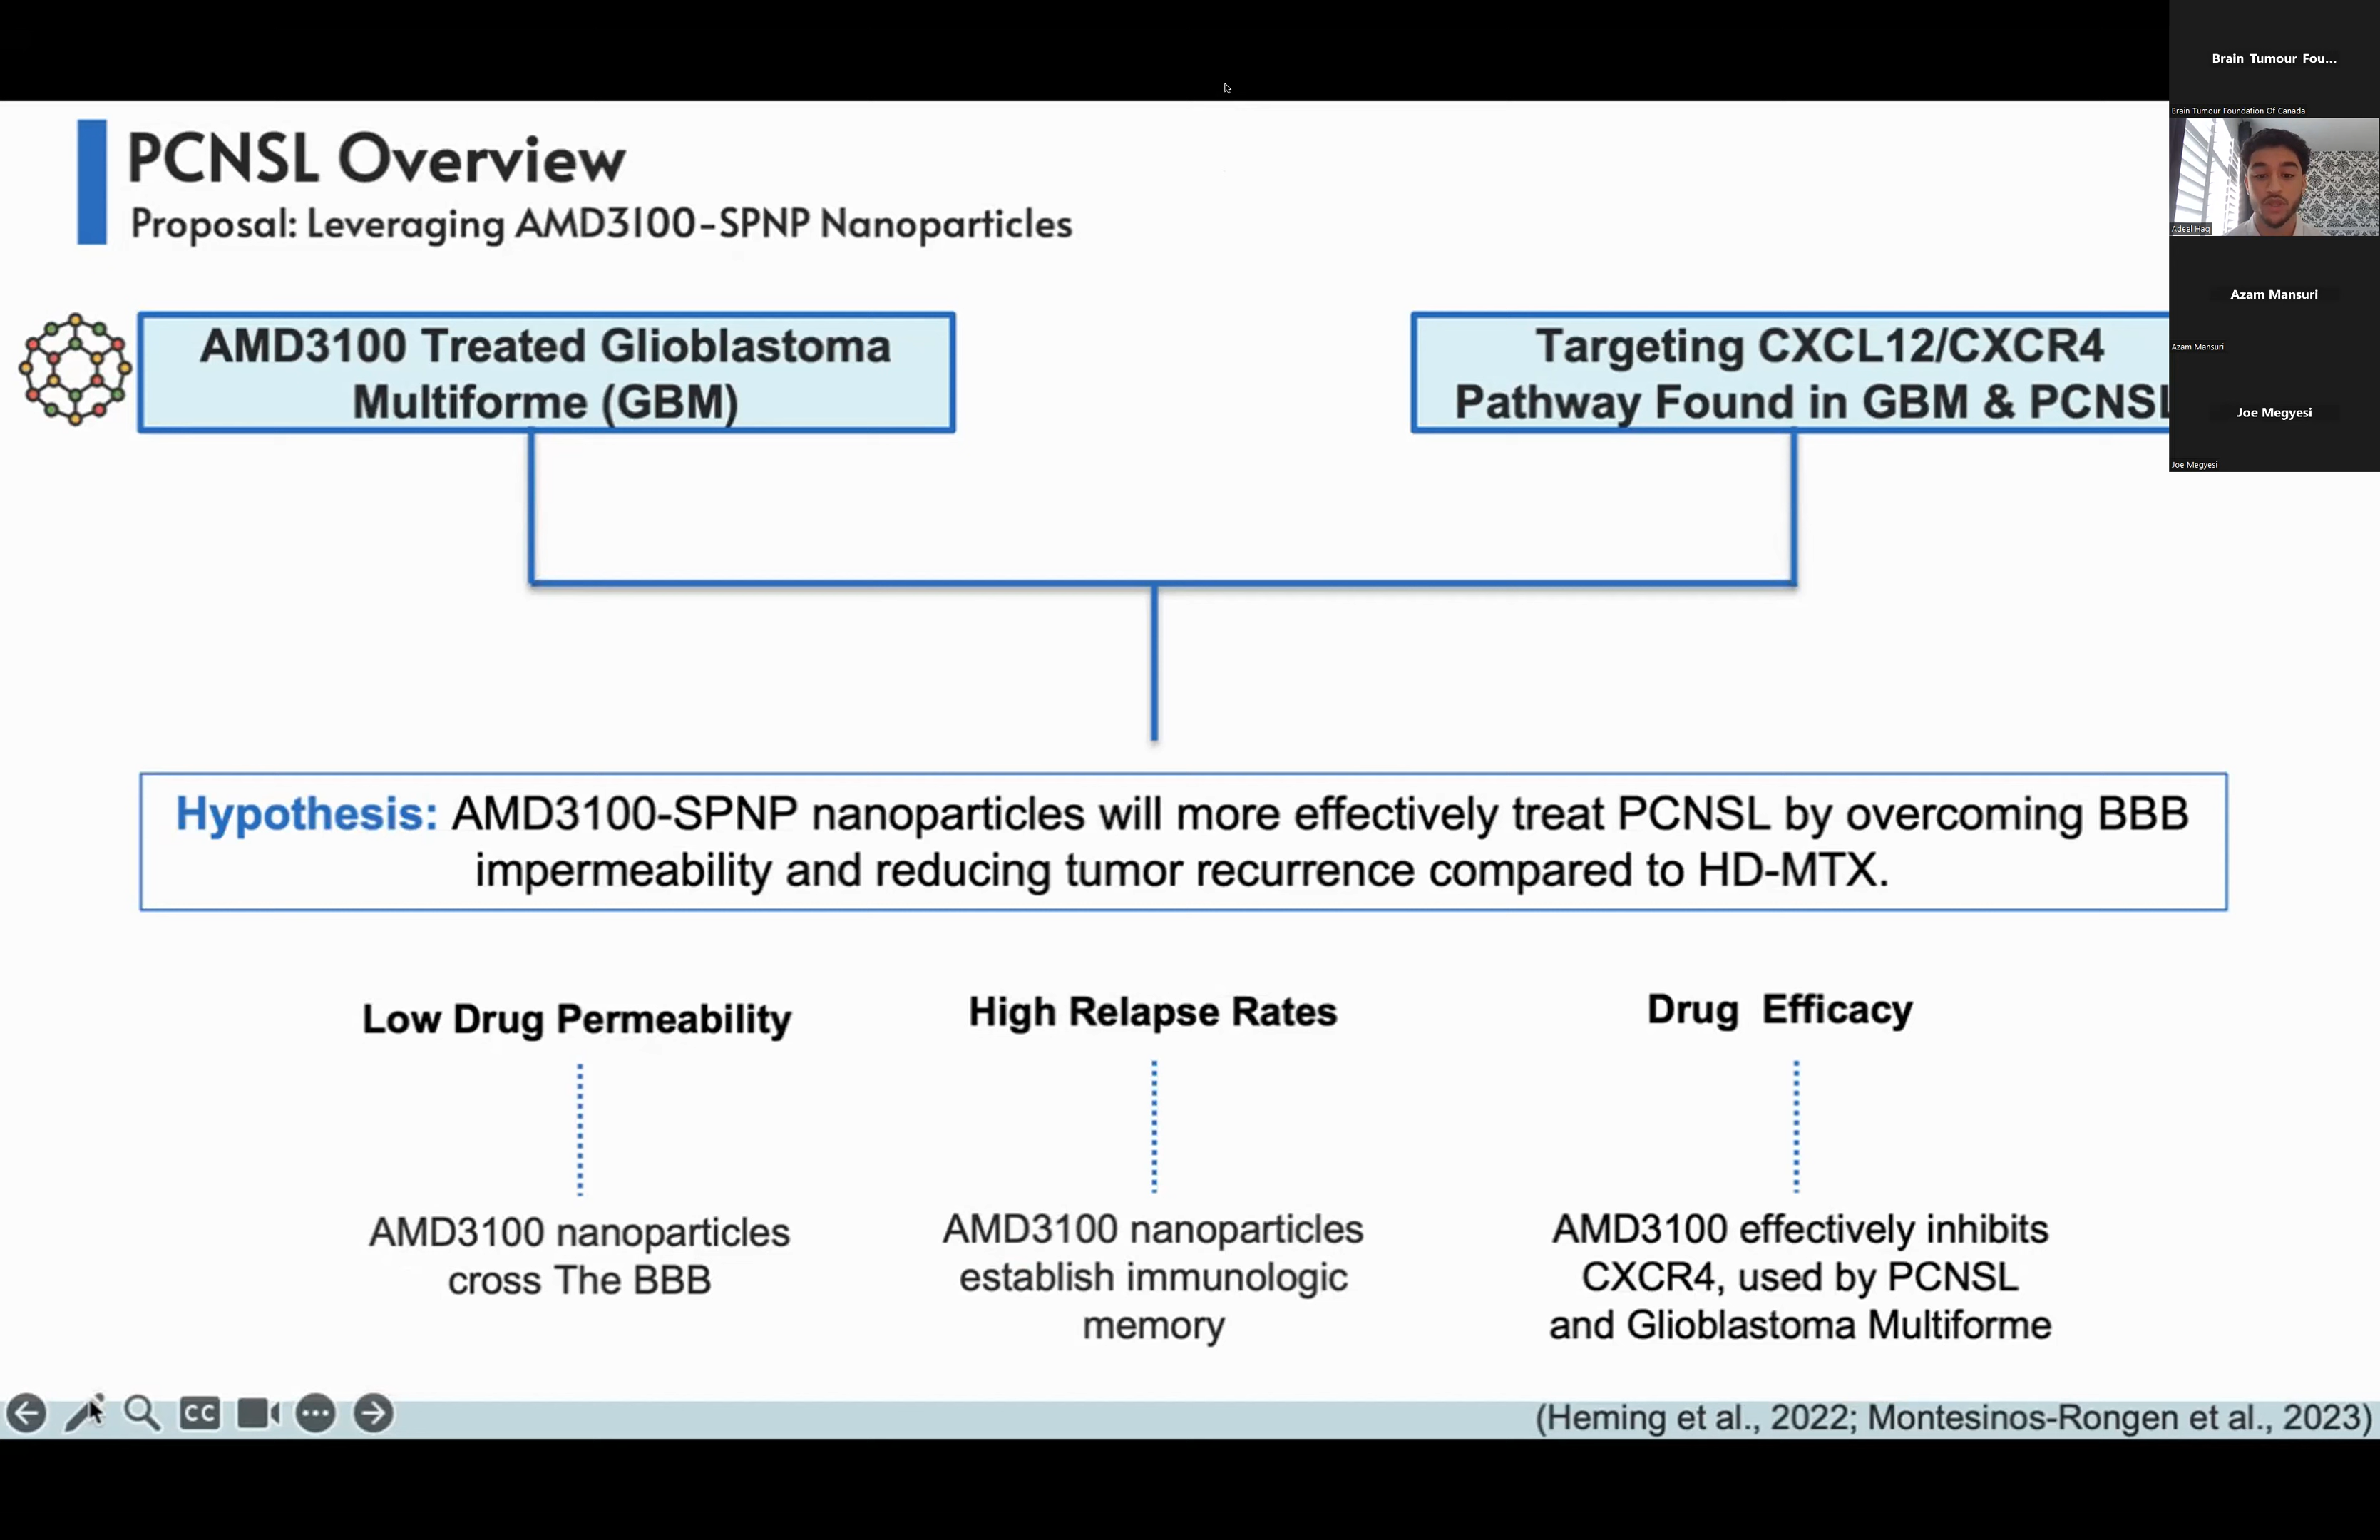 PCNSL Overview
Proposal: Leveraging AMD3100-SPNP Nanoparticles
AMD3100 Treated Glioblastoma
Multiforme (GBM)
Targeting CXCL12/CXCR4
Pathway Found in GBM & PCNSL
Hypothesis: AMD3100-SPNP nanoparticles will more effectively treat PCNSL by overcoming BBB
impermeability and reducing tumor recurrence compared to HD-MTX.
Low Drug Permeability
AMD3100 nanoparticles
cross The BBB
High Relapse Rates
AMD3100 nanoparticles
establish immunologic
memory
Drug Efficacy
AMD3100 effectively inhibits
CXCR4, used by PCNSL
and Glioblastoma Multiforme
CC
(Heming et al., 2022; Montesinos-Rongen et al., 2023)
Brain Tumour Fou...
Brain Tumour Foundation Of Canada
Adeel Haq
Azam Mansuri
Azam Mansuri
Joe Megyesi
Joe Megyesi